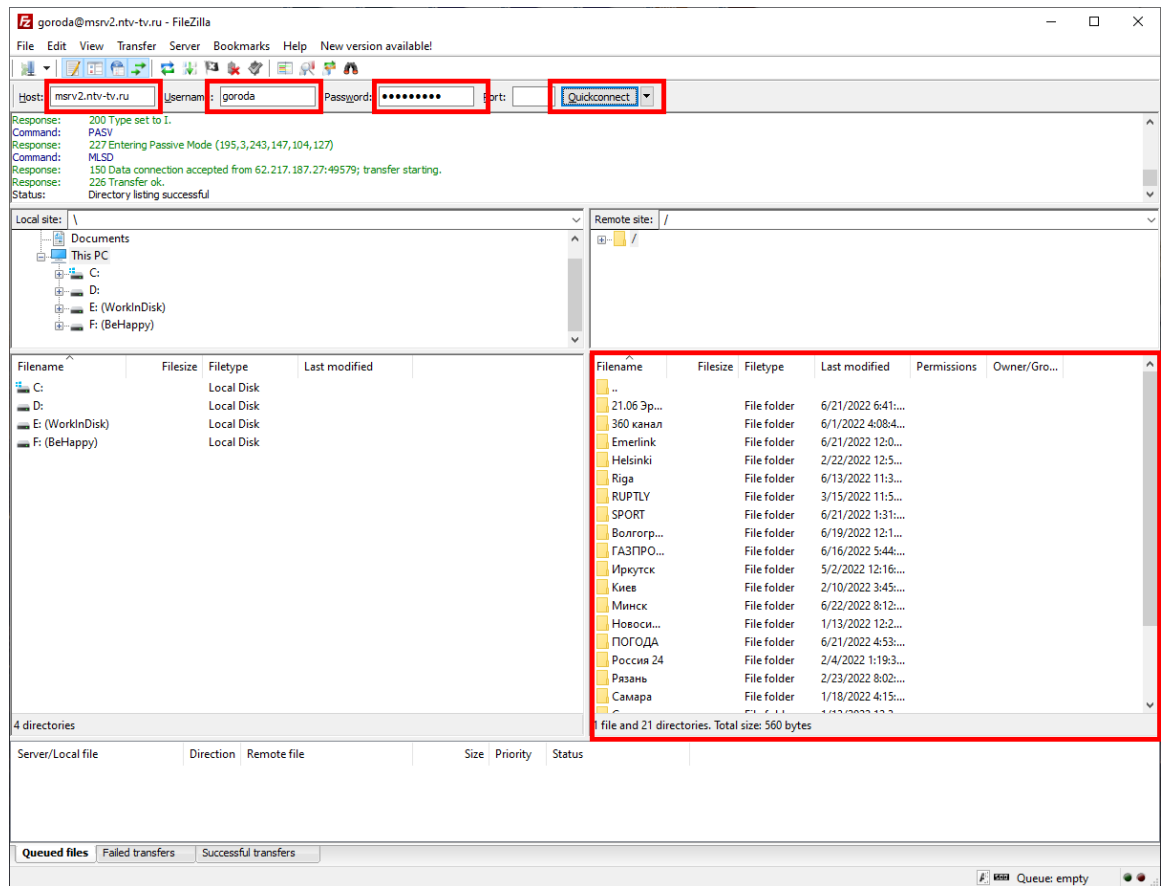 goroda@msrv2.ntv-tv.ru - FileZilla
File Edit View Transfer Server Bookmarks Help New version available!
Host: msrv2.ntv-tv.ru Username: goroda Password: ●●●●●●●●● Port: Quickconnect
Response: 200 Type set to I.
Command: PASV
Response: 227 Entering Passive Mode (195,3,243,147,104,127)
Command: MLSD
Response: 150 Data connection accepted from 62.217.187.27:49579; transfer starting.
Response: 226 Transfer ok.
Status: Directory listing successful
Local site: \
Documents
This PC
C:
D:
E: (WorkInDisk)
F: (BeHappy)
Remote site: /
/
Filename Filesize Filetype Last modified
C: Local Disk
D: Local Disk
E: (WorkInDisk) Local Disk
F: (BeHappy) Local Disk
4 directories
Filename Filesize Filetype Last modified Permissions Owner/Gro...
..
21.06 Эр... File folder 6/21/2022 6:41:...
360 канал File folder 6/1/2022 4:08:4...
Emerlink File folder 6/21/2022 12:0...
Helsinki File folder 2/22/2022 12:5...
Riga File folder 6/13/2022 11:3...
RUPTLY File folder 3/15/2022 11:5...
SPORT File folder 6/21/2022 1:31:...
Волгогр... File folder 6/19/2022 12:1...
ГАЗПРО... File folder 6/16/2022 5:44:...
Иркутск File folder 5/2/2022 12:16:...
Киев File folder 2/10/2022 3:45:...
Минск File folder 6/22/2022 8:12:...
Новоси... File folder 1/13/2022 12:2...
ПОГОДА File folder 6/21/2022 4:53:...
Россия 24 File folder 2/4/2022 1:19:3...
Рязань File folder 2/23/2022 8:02:...
Самара File folder 1/18/2022 4:15:...
1 file and 21 directories. Total size: 560 bytes
Server/Local file Direction Remote file Size Priority Status
Queued files Failed transfers Successful transfers
Queue: empty